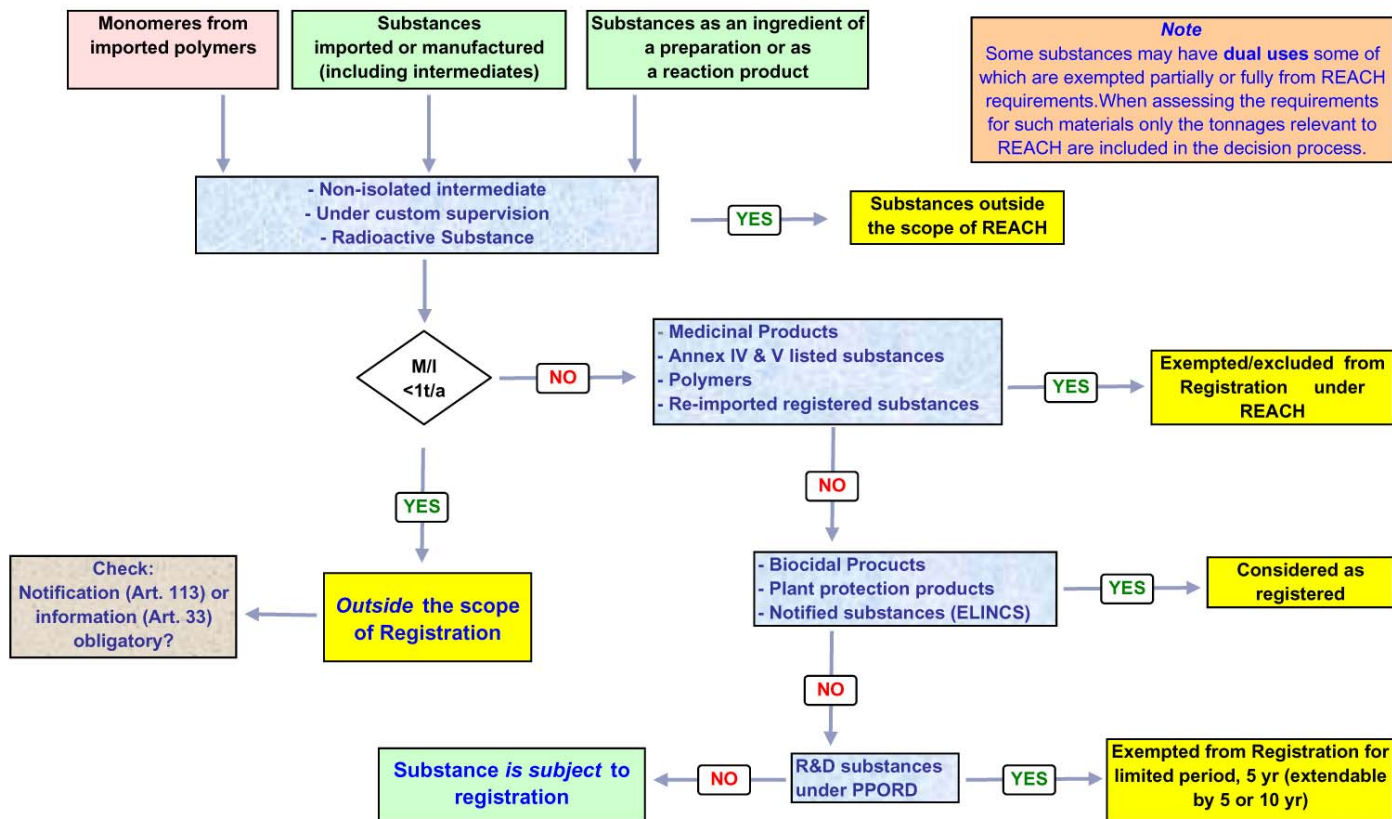 Monomeres from
imported polymers
Substances
imported or manufactured
(including intermediates)
Substances as an ingredient of
a preparation or as
a reaction product
Note
Some substances may have dual uses some of
which are exempted partially or fully from REACH
requirements.When assessing the requirements
for such materials only the tonnages relevant to
REACH are included in the decision process.
- Non-isolated intermediate
- Under custom supervision
- Radioactive Substance
YES
Substances outside
the scope of REACH
M/I
<1t/a
NO
- Medicinal Products
- Annex IV & V listed substances
- Polymers
- Re-imported registered substances
YES
Exempted/excluded from
Registration under
REACH
YES
NO
Check:
Notification (Art. 113) or
information (Art. 33)
obligatory?
Outside the scope
of Registration
- Biocidal Procucts
- Plant protection products
- Notified substances (ELINCS)
YES
Considered as
registered
NO
Substance is subject to
registration
NO
R&D substances
under PPORD
YES
Exempted from Registration for
limited period, 5 yr (extendable
by 5 or 10 yr)